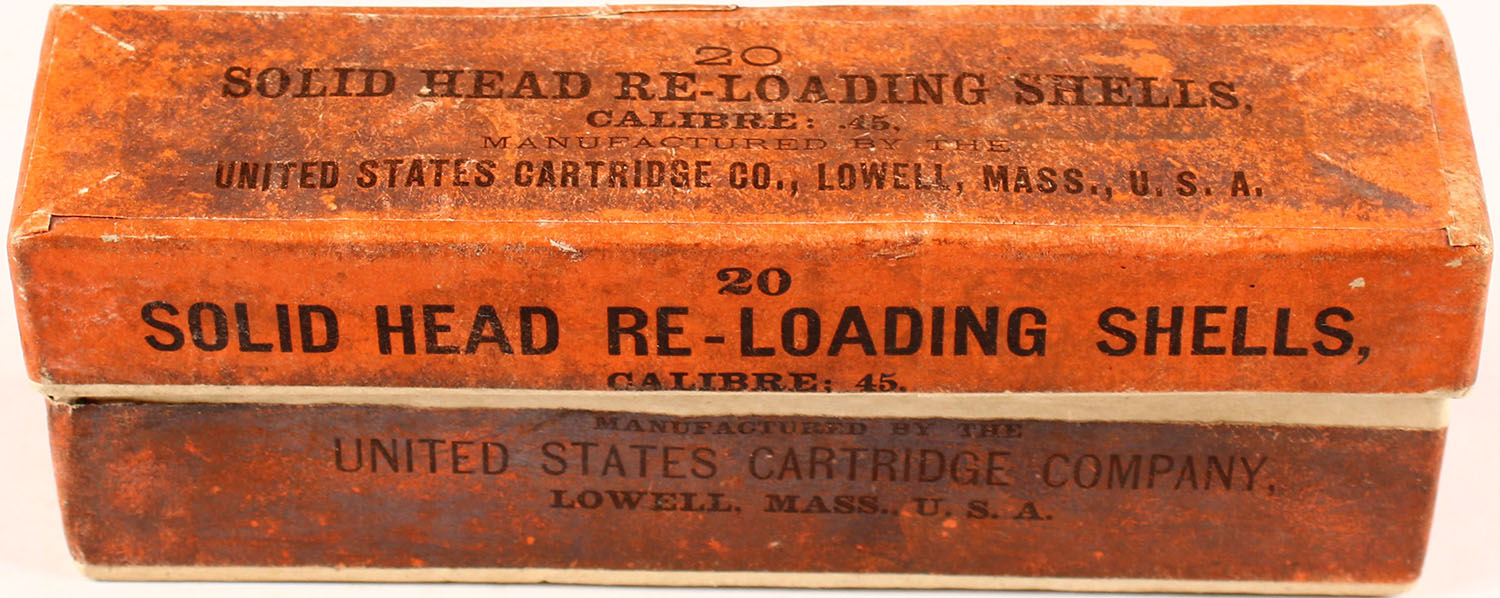 20
SOLID HEAD RE-LOADING SHELLS,
CALIBRE: .45,
MANUFACTURED BY THE
UNITED STATES CARTRIDGE CO., LOWELL, MASS., U. S. A.
20
SOLID HEAD RE-LOADING SHELLS,
CALIBRE: 45.
MANUFACTURED BY THE
UNITED STATES CARTRIDGE COMPANY,
LOWELL, MASS., U. S. A.